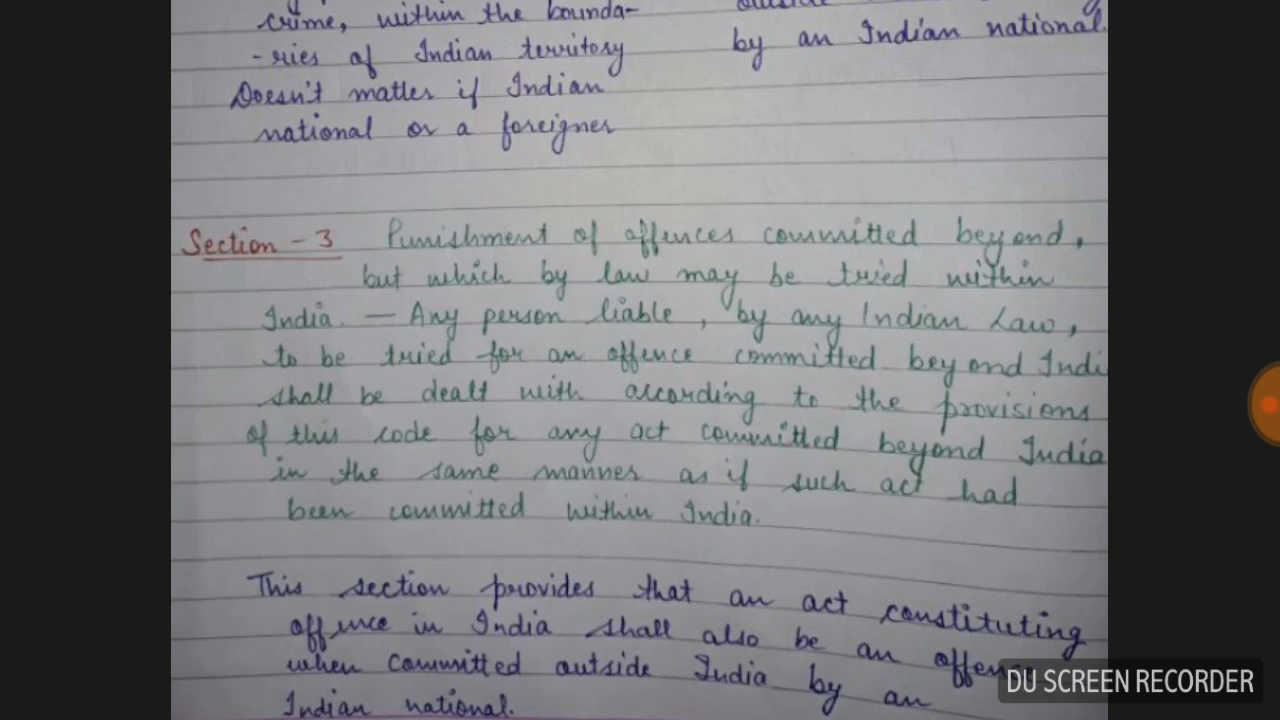 crime, within the bounda-
-ries of Indian territory
Doesn't matter if Indian
national or a foreigner
outside
by an Indian national
Section - 3 Punishment of offences committed beyond,
but which by law may be tried within
India. - Any person liable, by any Indian Law,
to be tried for an offence committed beyond Indi
shall be dealt with according to the provisions
of this code for any act committed beyond India
in the same manner as if such act had
been committed within India.
This section provides that an act constituting
offence in India shall also be an offence
when committed outside India by an
Indian national.
DU SCREEN RECORDER